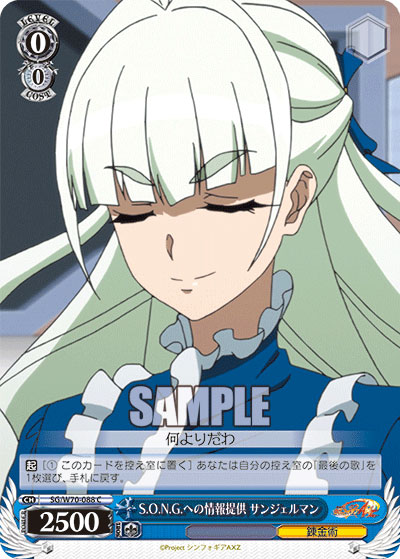 LEVEL
0
0
COST
SAMPLE
何よりだわ
起 [① このカードを控え室に置く] あなたは自分の控え室の「最後の歌」を
1枚選び、手札に戻す。
CH SG/W70-088 C
S.O.N.G.への情報提供 サンジェルマン
POWER
2500
錬金術
©Project シンフォギアAXZ